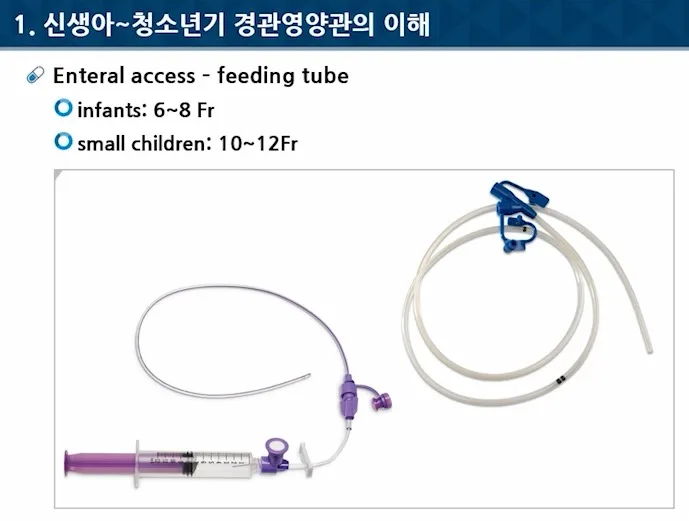 1. 신생아~청소년기 경관영양관의 이해
Enteral access - feeding tube
infants: 6~8 Fr
small children: 10~12Fr